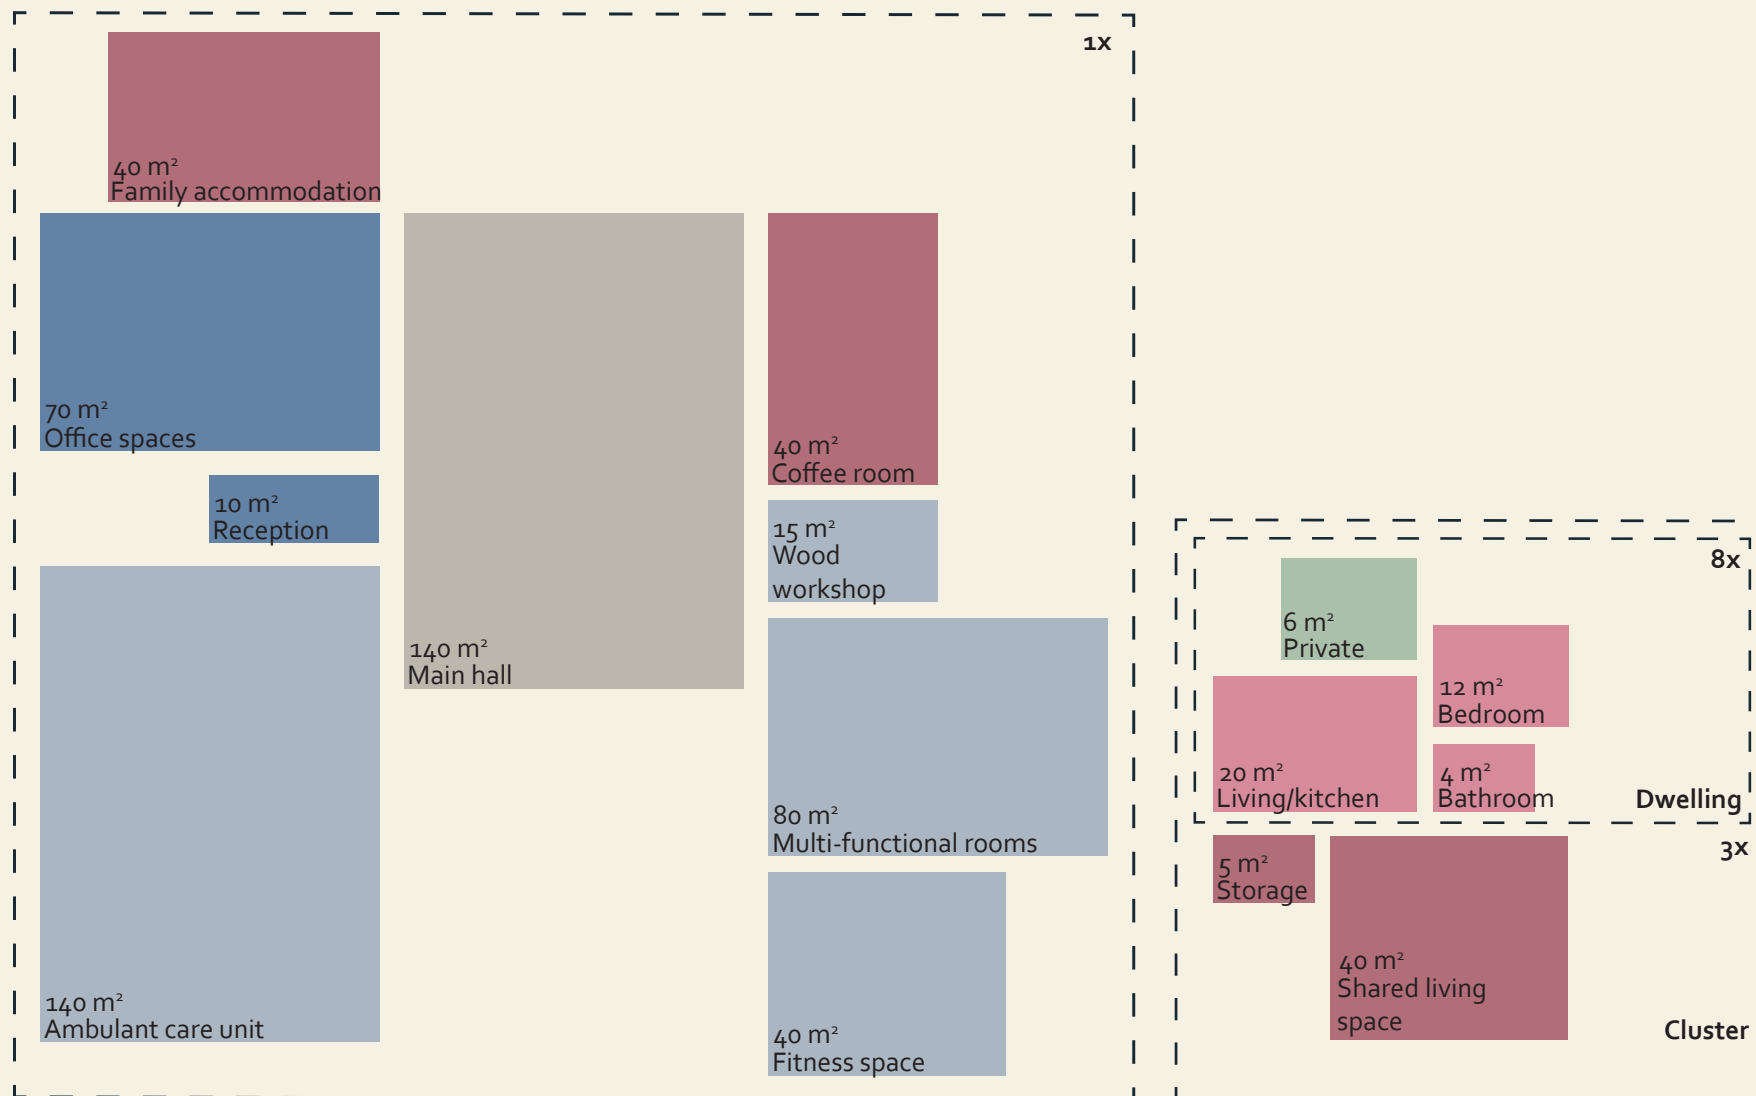 1x
40 m²
Family accommodation
70 m²
Office spaces
10 m²
Reception
140 m²
Ambulant care unit
140 m²
Main hall
40 m²
Coffee room
15 m²
Wood
workshop
80 m²
Multi-functional rooms
40 m²
Fitness space
8x
6 m²
Private
12 m²
Bedroom
20 m²
Living/kitchen
4 m²
Bathroom
Dwelling
3x
5 m²
Storage
40 m²
Shared living
space
Cluster